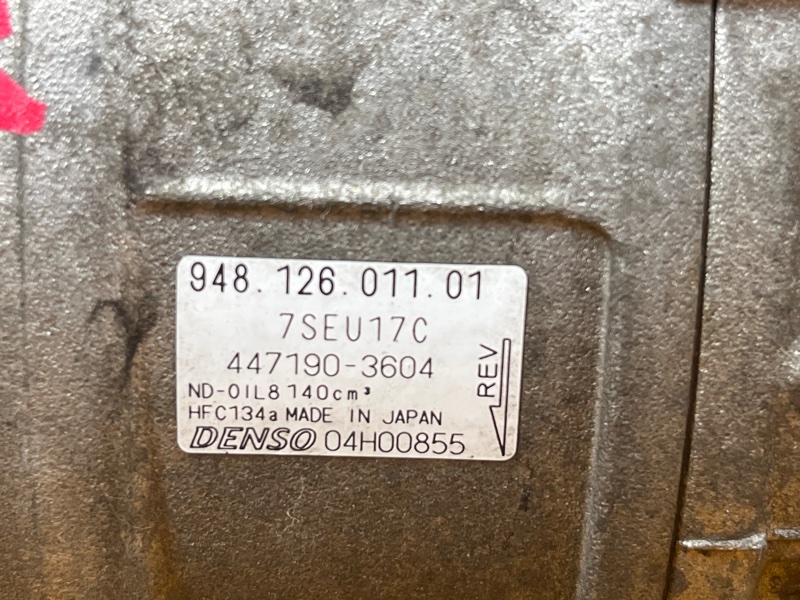 948.126.011.01
7SEU17C
447190-3604
ND-OIL8 140cm³
HFC134a MADE IN JAPAN
DENSO 04H00855
REV